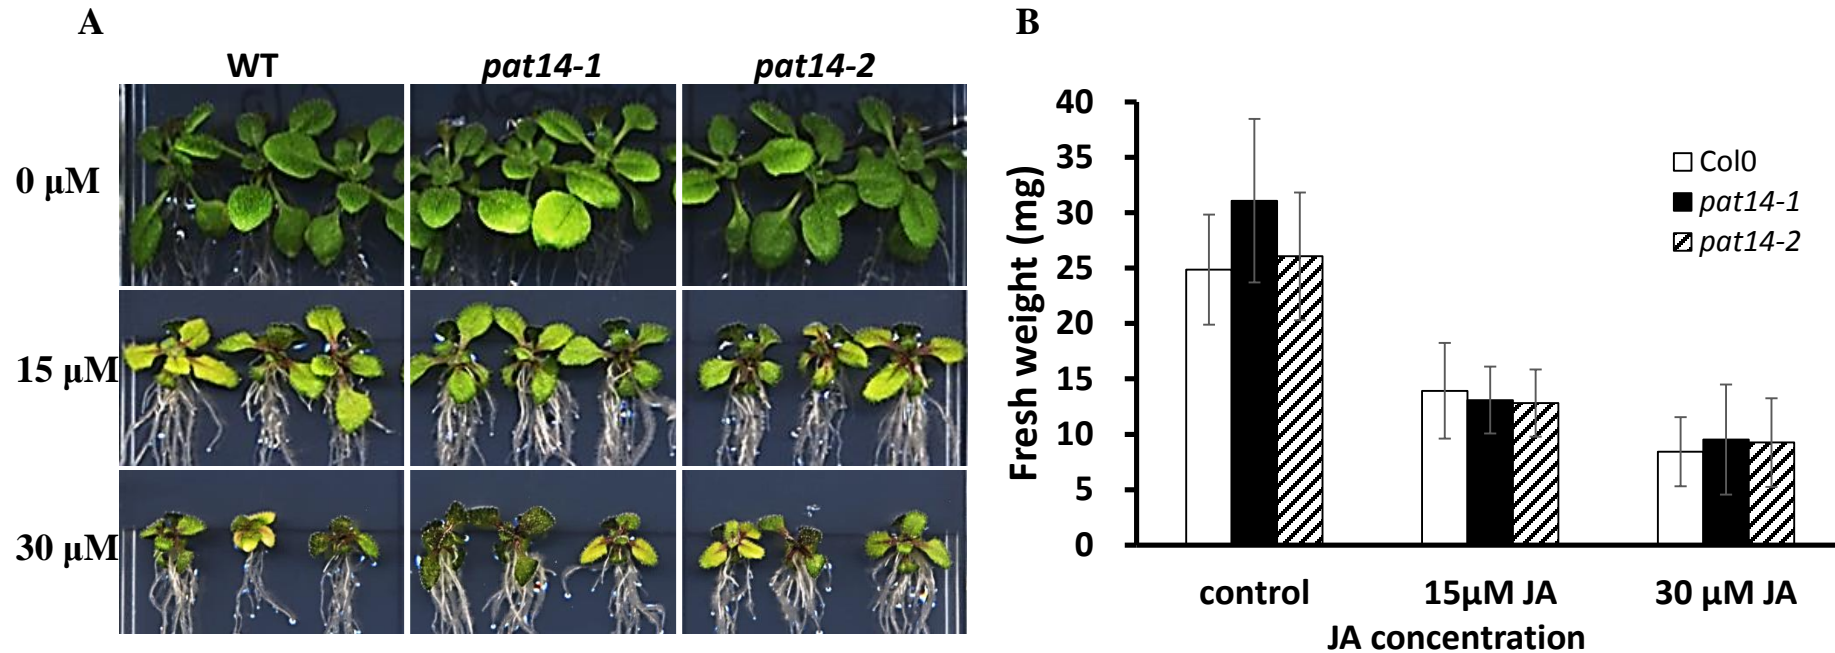 A
WT
pat14-1
pat14-2
0 μM
15 μM
30 μM
B
40
35
30
25
20
15
10
5
0
Fresh weight (mg)
Col0
pat14-1
pat14-2
control
15μM JA
30 μM JA
JA concentration